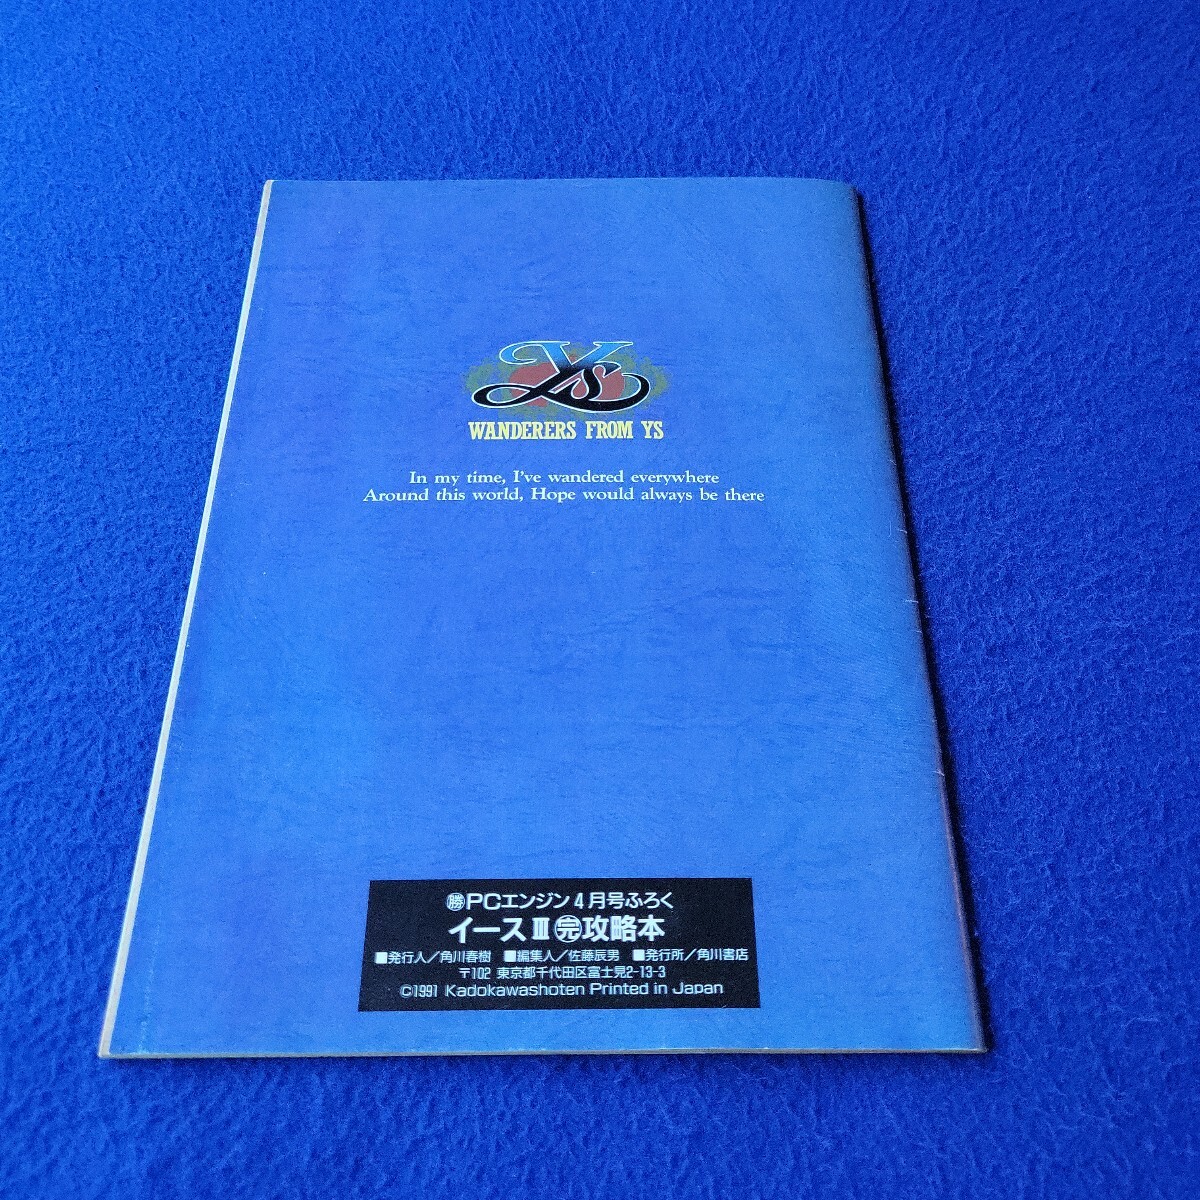 Ys
WANDERERS FROM YS
In my time, I've wandered everywhere
Around this world, Hope would always be there
㊙PCエンジン4月号ふろく
イースⅢ㊡攻略本
■発行人/角川春樹 ■編集人/佐藤辰男 ■発行所/角川書店
〒102 東京都千代田区富士見2-13-3
©1991 Kadokawashoten Printed in Japan